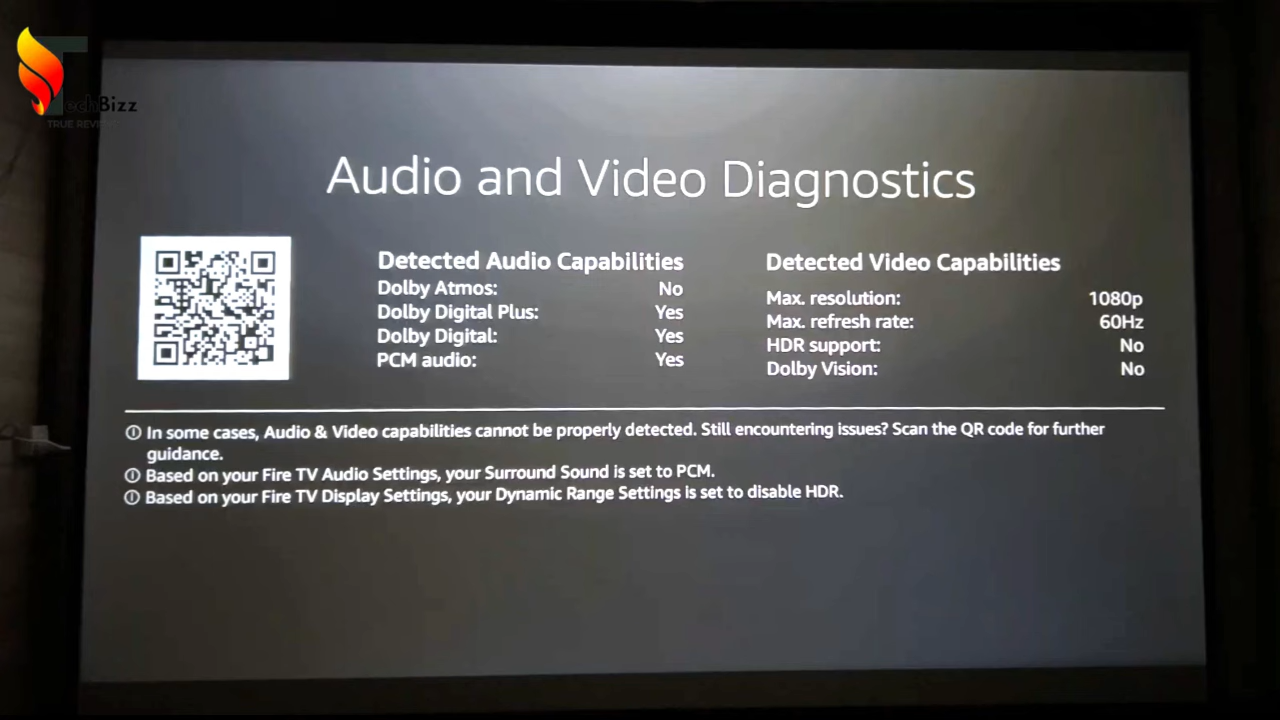 TechBizz
TRUE REVI
Audio and Video Diagnostics
Detected Audio Capabilities
Dolby Atmos: No
Dolby Digital Plus: Yes
Dolby Digital: Yes
PCM audio: Yes
Detected Video Capabilities
Max. resolution: 1080p
Max. refresh rate: 60Hz
HDR support: No
Dolby Vision: No
ⓘ In some cases, Audio & Video capabilities cannot be properly detected. Still encountering issues? Scan the QR code for further
guidance.
ⓘ Based on your Fire TV Audio Settings, your Surround Sound is set to PCM.
ⓘ Based on your Fire TV Display Settings, your Dynamic Range Settings is set to disable HDR.